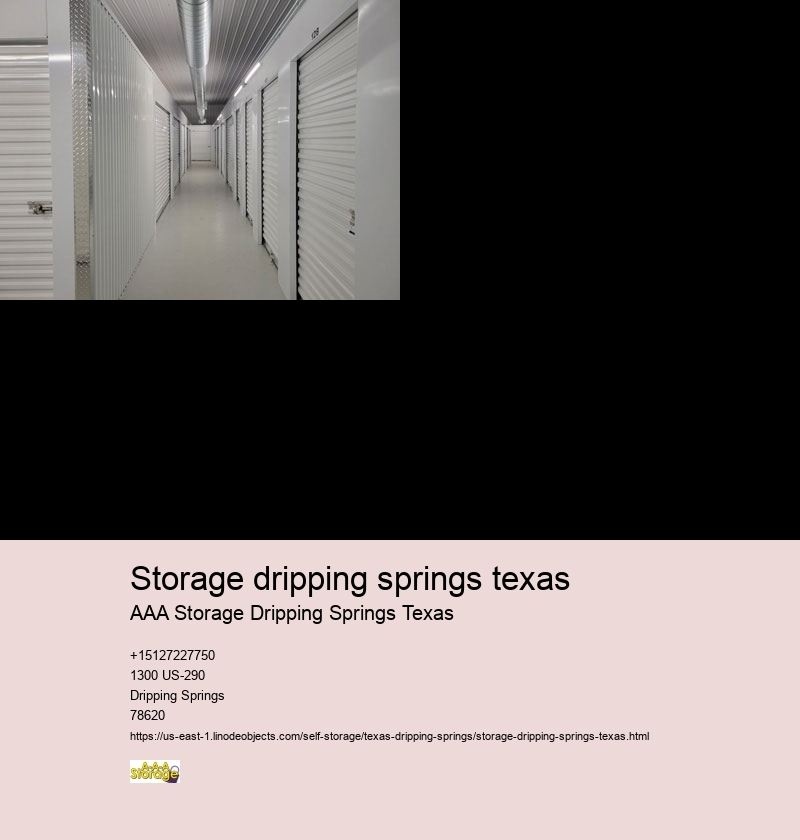 128
Storage dripping springs texas
AAA Storage Dripping Springs Texas
+15127227750
1300 US-290
Dripping Springs
78620
https://us-east-1.linodeobjects.com/self-storage/texas-dripping-springs/storage-dripping-springs-texas.html
AAA
Storage